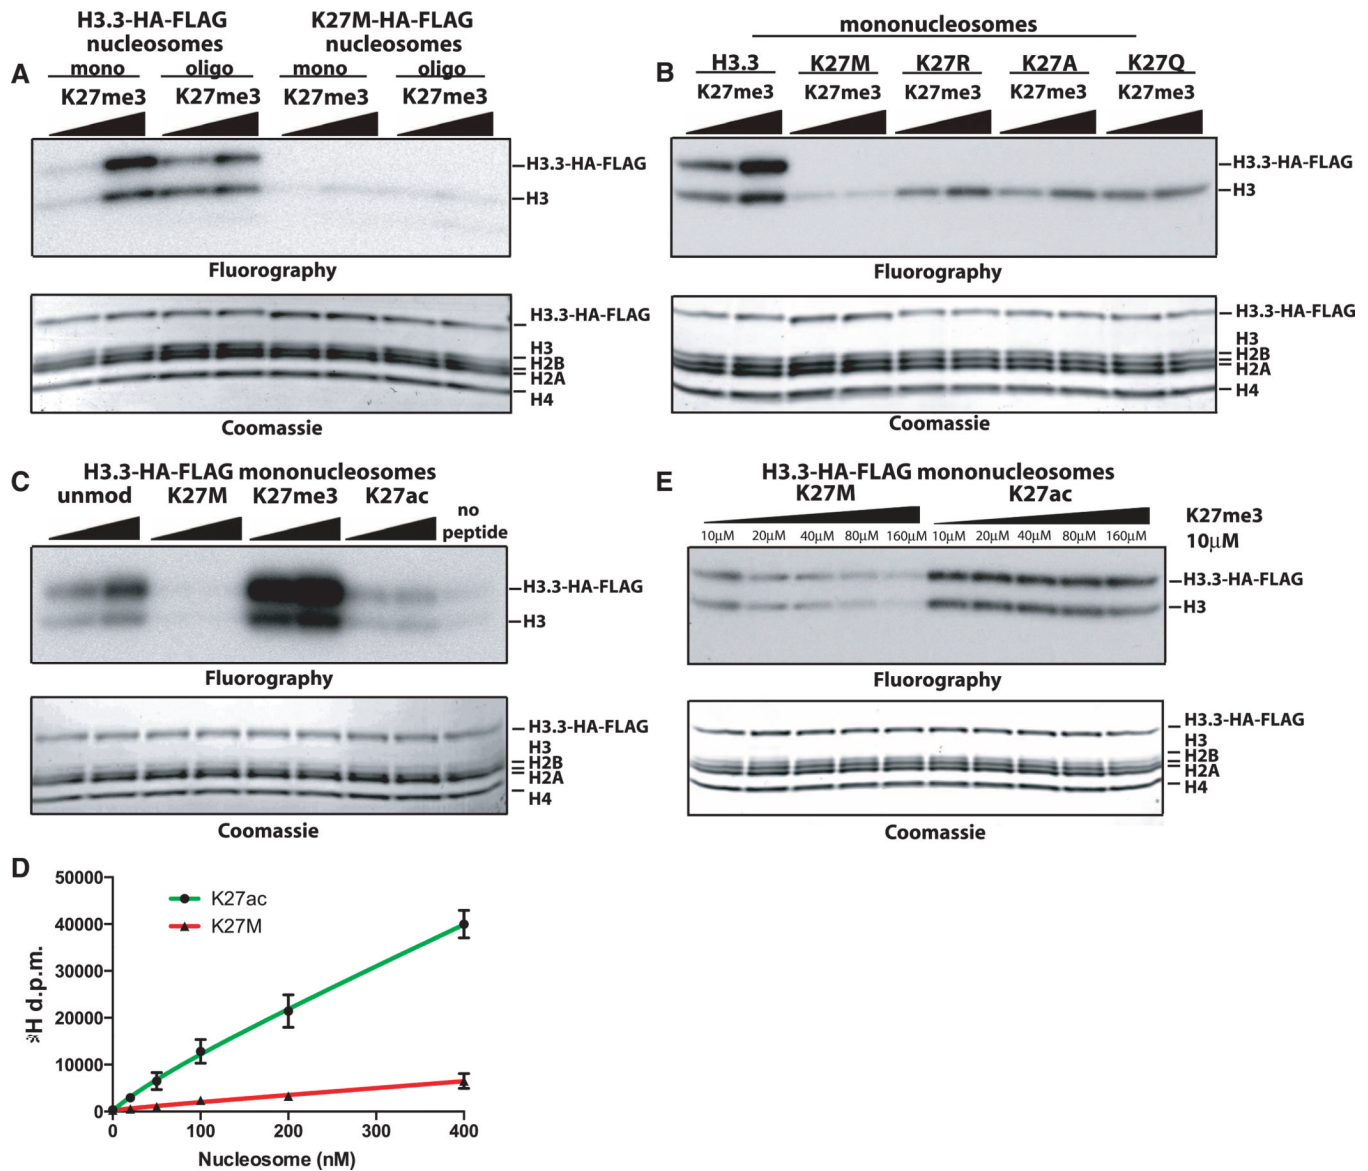 A
H3.3-HA-FLAG nucleosomes
K27M-HA-FLAG nucleosomes
mono oligo mono oligo
K27me3 K27me3 K27me3 K27me3
H3.3-HA-FLAG
H3
Fluorography
H3.3-HA-FLAG
H3
H2B
H2A
H4
Coomassie
B
mononucleosomes
H3.3 K27M K27R K27A K27Q
K27me3 K27me3 K27me3 K27me3 K27me3
H3.3-HA-FLAG
H3
Fluorography
H3.3-HA-FLAG
H3
H2B
H2A
H4
Coomassie
C
H3.3-HA-FLAG mononucleosomes
unmod K27M K27me3 K27ac no peptide
H3.3-HA-FLAG
H3
Fluorography
H3.3-HA-FLAG
H3
H2B
H2A
H4
Coomassie
E
H3.3-HA-FLAG mononucleosomes
K27M K27ac
K27me3
10μM 20μM 40μM 80μM 160μM 10μM 20μM 40μM 80μM 160μM
10μM
H3.3-HA-FLAG
H3
Fluorography
H3.3-HA-FLAG
H3
H2B
H2A
H4
Coomassie
D
50000
40000
30000
20000
10000
0
³H d.p.m.
K27ac
K27M
0 100 200 300 400
Nucleosome (nM)